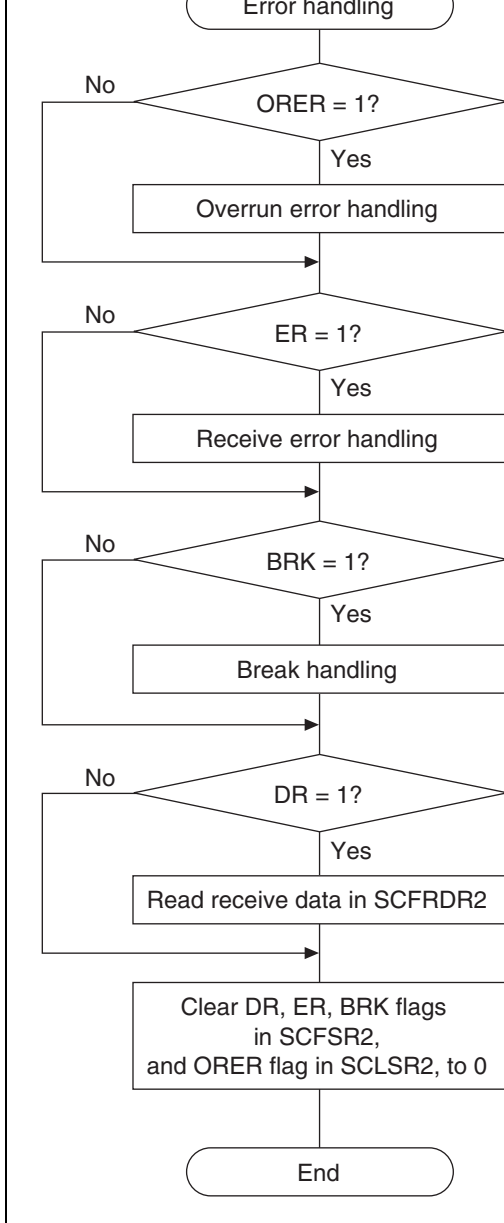 Error handling
No
ORER = 1?
Yes
Overrun error handling
No
ER = 1?
Yes
Receive error handling
No
BRK = 1?
Yes
Break handling
No
DR = 1?
Yes
Read receive data in SCFRDR2
Clear DR, ER, BRK flags
in SCFSR2,
and ORER flag in SCLSR2, to 0
End